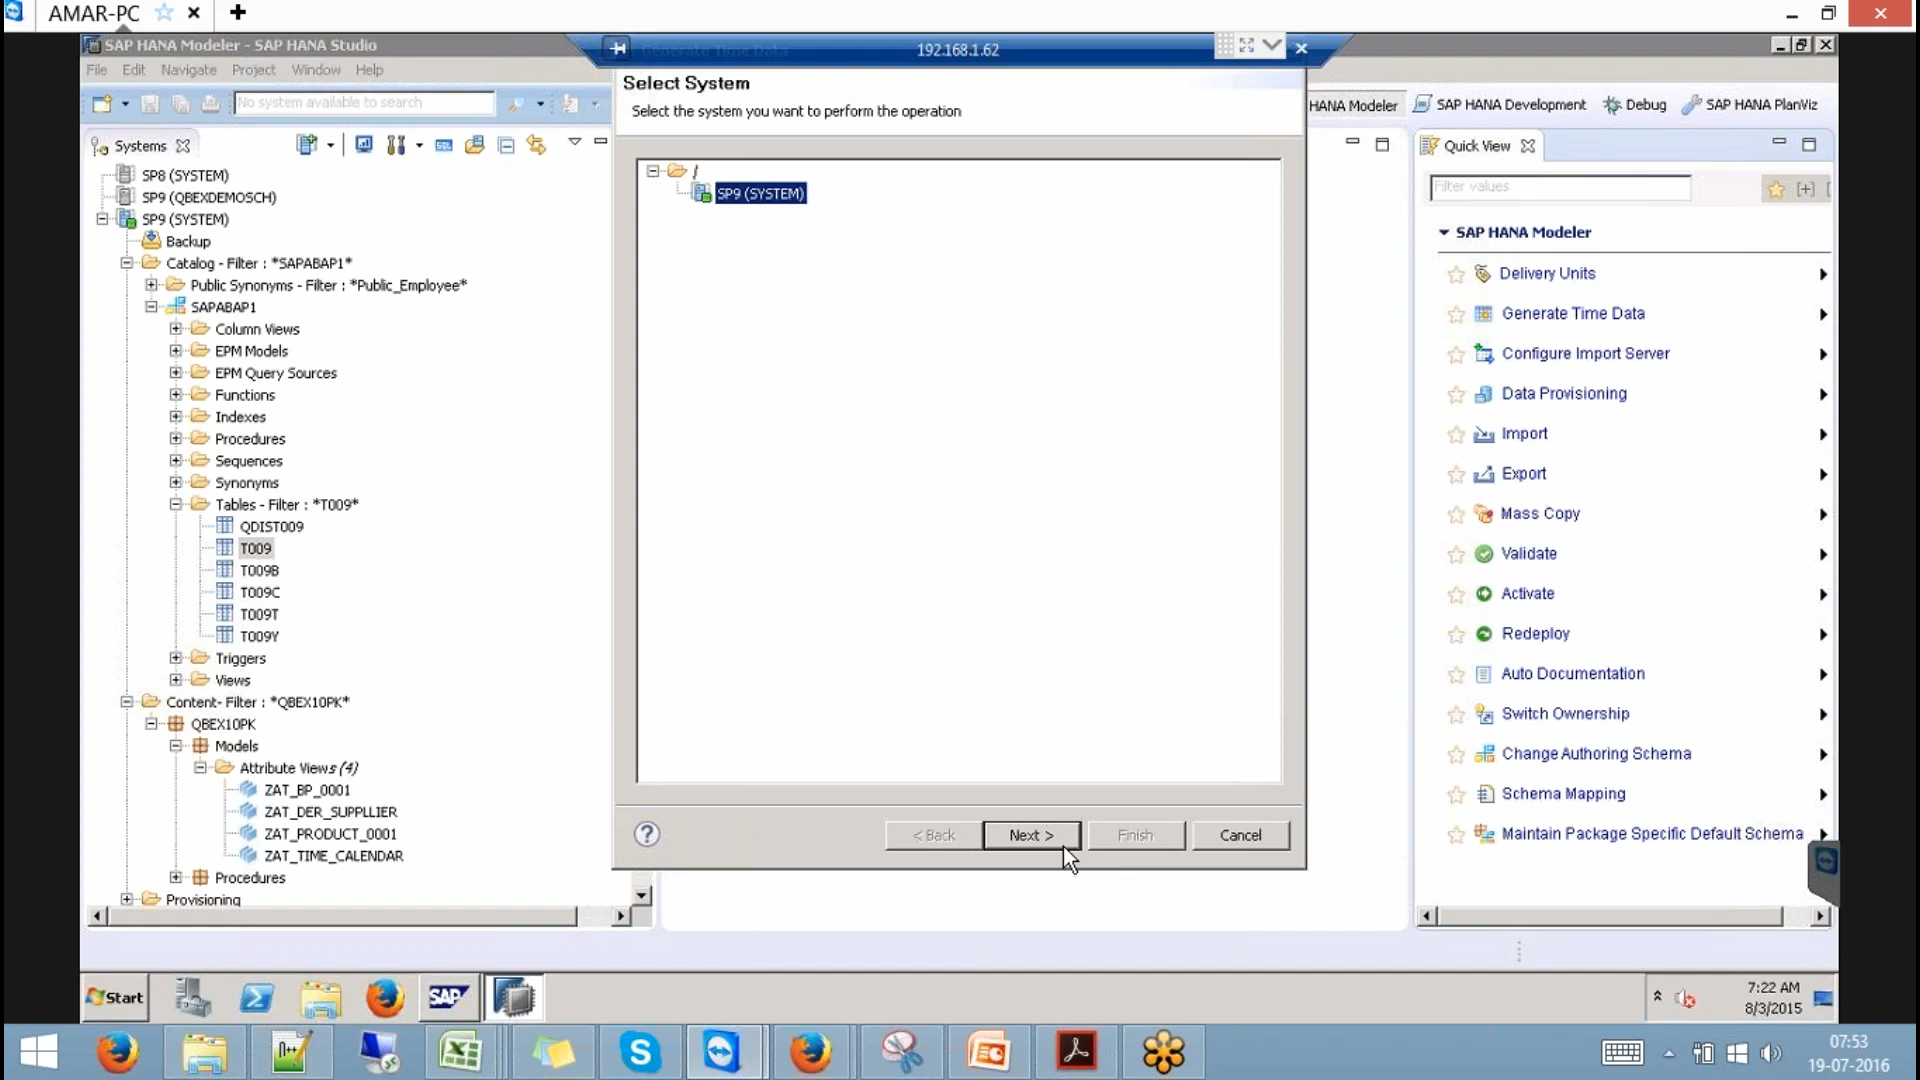 AMAR-PC
SAP HANA Modeler - SAP HANA Studio
Generate Time Data
192.168.1.62
File Edit Navigate Project Window Help
Select System
Select the system you want to perform the operation
No system available to search
HANA Modeler
SAP HANA Development
Debug
SAP HANA PlanViz
Systems
SP8 (SYSTEM)
SP9 (QBEXDEMOSCH)
SP9 (SYSTEM)
Backup
Catalog - Filter : *SAPABAP1*
Public Synonyms - Filter : *Public_Employee*
SAPABAP1
Column Views
EPM Models
EPM Query Sources
Functions
Indexes
Procedures
Sequences
Synonyms
Tables - Filter : *T009*
QDIST009
T009
T009B
T009C
T009T
T009Y
Triggers
Views
Content- Filter : *QBEX10PK*
QBEX10PK
Models
Attribute Views (4)
ZAT_BP_0001
ZAT_DER_SUPPLLIER
ZAT_PRODUCT_0001
ZAT_TIME_CALENDAR
Procedures
Provisioning
/
SP9 (SYSTEM)
?
< Back
Next >
Finish
Cancel
Quick View
Filter values
[+]
SAP HANA Modeler
Delivery Units
Generate Time Data
Configure Import Server
Data Provisioning
Import
Export
Mass Copy
Validate
Activate
Redeploy
Auto Documentation
Switch Ownership
Change Authoring Schema
Schema Mapping
Maintain Package Specific Default Schema
Start
SAP
7:22 AM
8/3/2015
07:53
19-07-2016